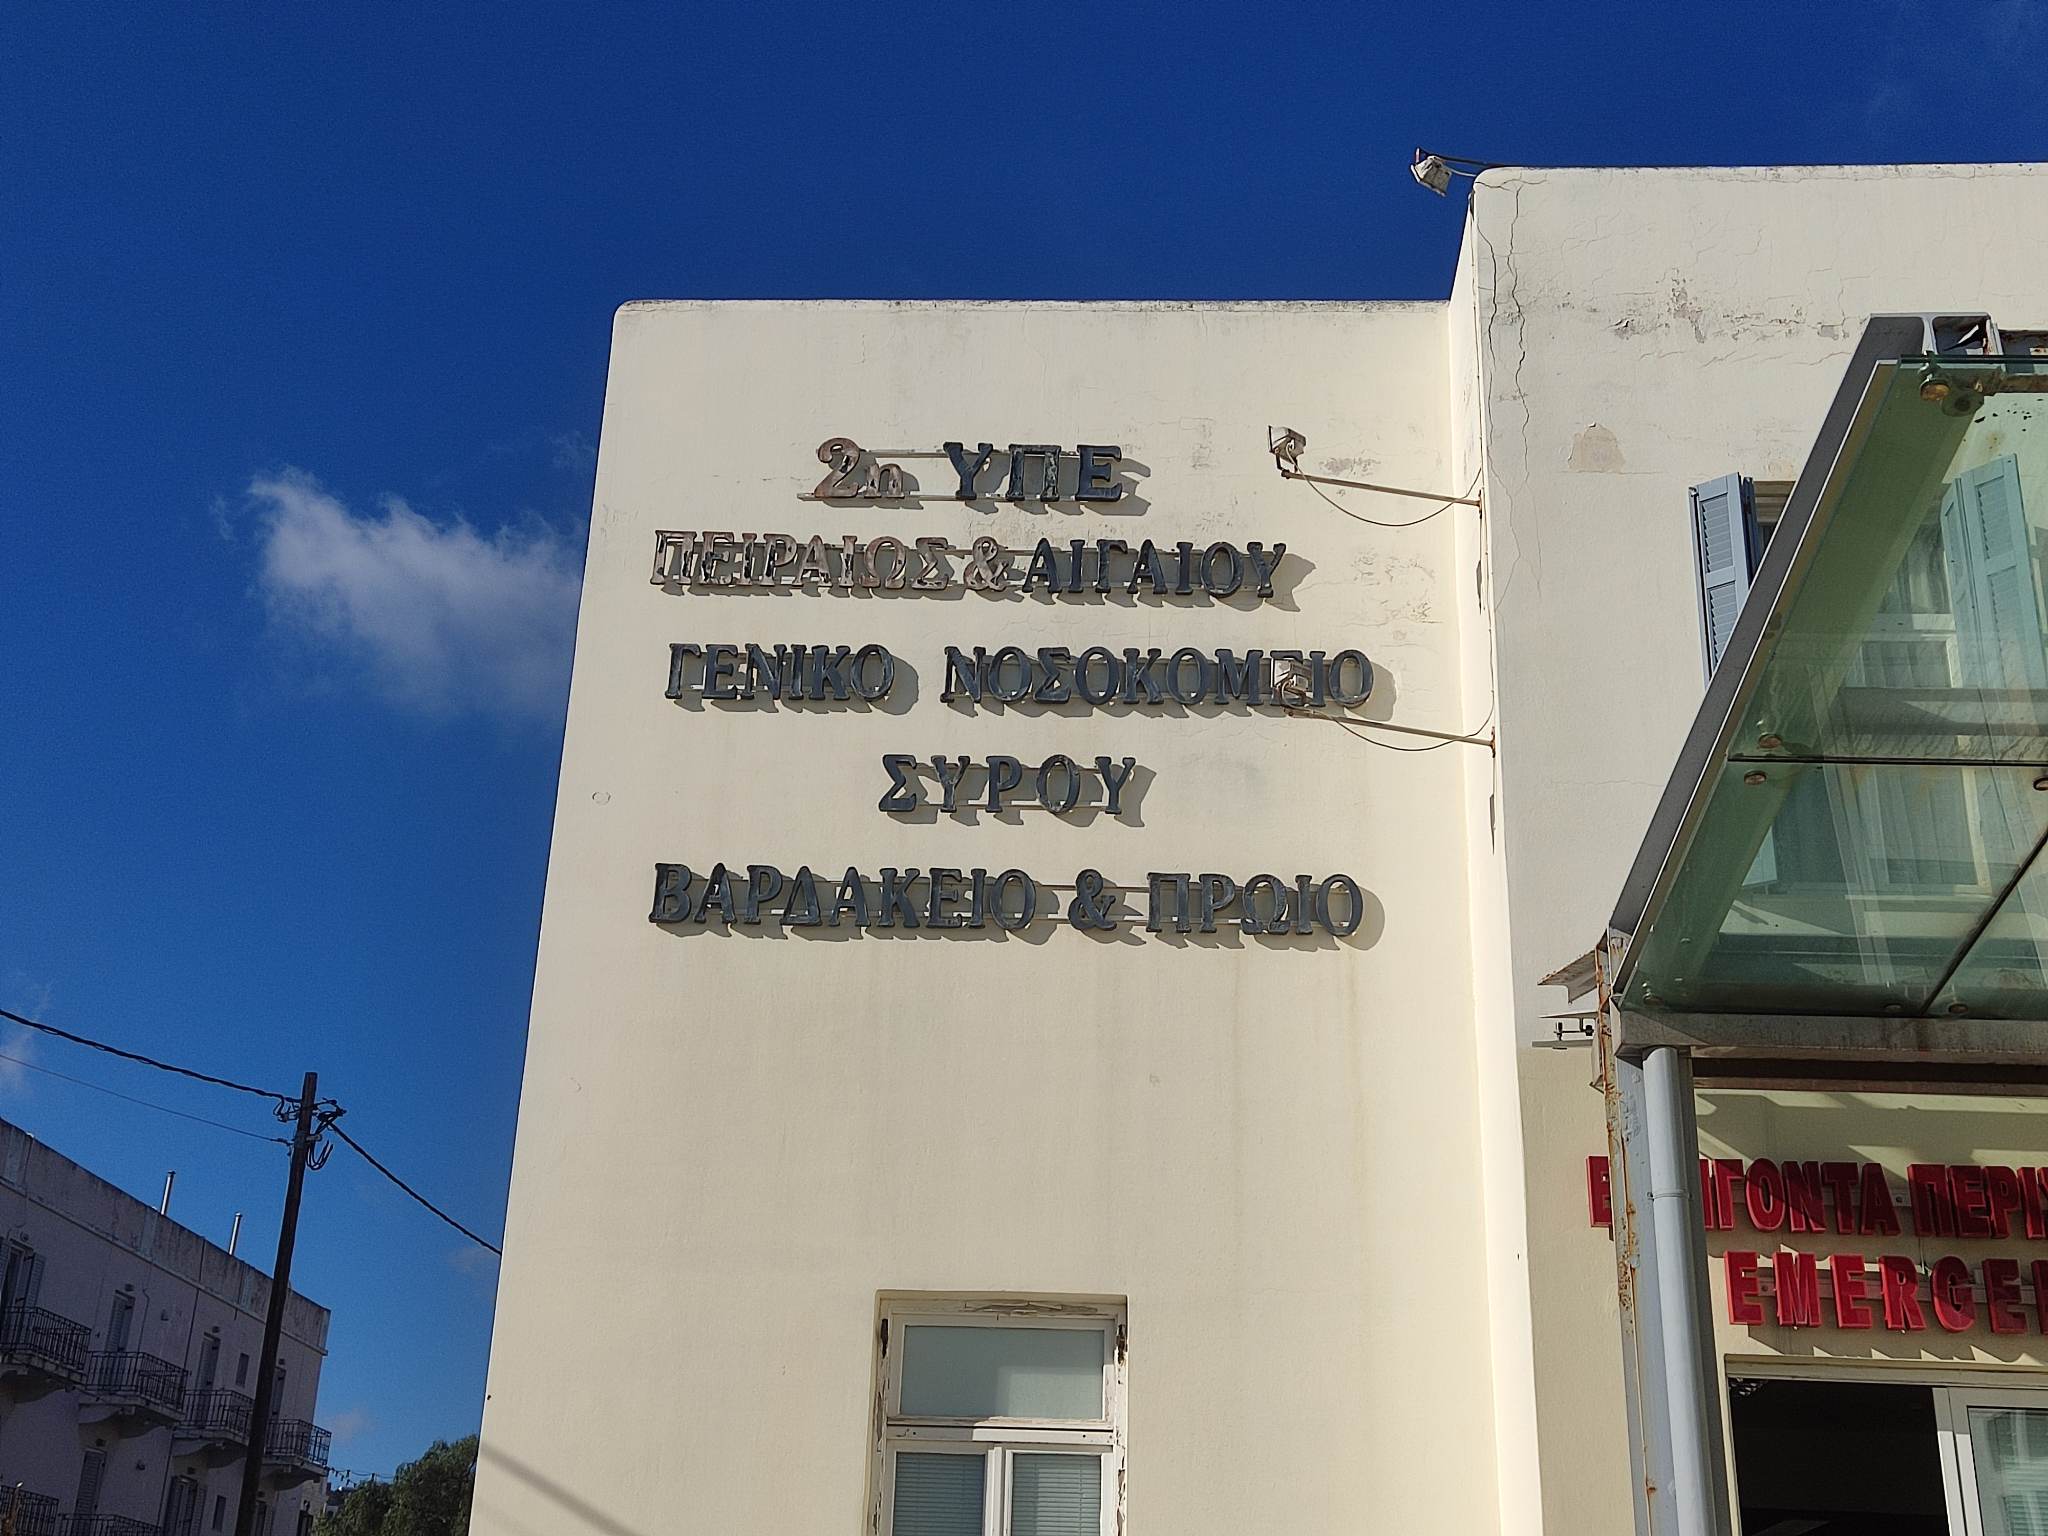 2η ΥΠΕ
ΠΕΙΡΑΙΩΣ & ΑΙΓΑΙΟΥ
ΓΕΝΙΚΟ ΝΟΣΟΚΟΜΕΙΟ
ΣΥΡΟΥ
ΒΑΡΔΑΚΕΙΟ & ΠΡΩΙΟ